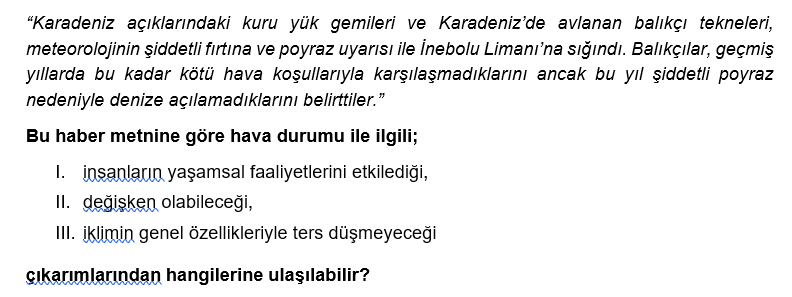 “Karadeniz açıklarındaki kuru yük gemileri ve Karadeniz’de avlanan balıkçı tekneleri,
meteorolojinin şiddetli fırtına ve poyraz uyarısı ile İnebolu Limanı’na sığındı. Balıkçılar, geçmiş
yıllarda bu kadar kötü hava koşullarıyla karşılaşmadıklarını ancak bu yıl şiddetli poyraz
nedeniyle denize açılamadıklarını belirttiler.”
Bu haber metnine göre hava durumu ile ilgili;
I. insanların yaşamsal faaliyetlerini etkilediği,
II. değişken olabileceği,
III. iklimin genel özellikleriyle ters düşmeyeceği
çıkarımlarından hangilerine ulaşılabilir?